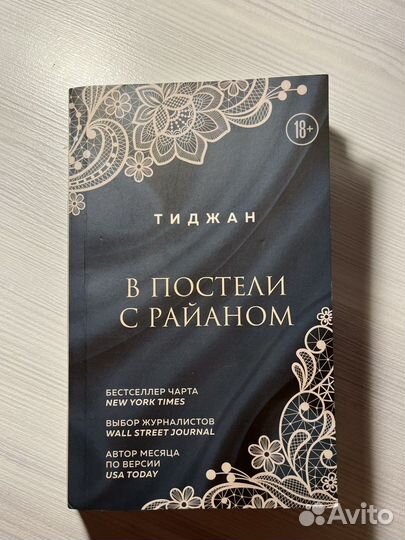 18+
ТИДЖАН
В ПОСТЕЛИ
С РАЙАНОМ
БЕСТСЕЛЛЕР ЧАРТА
NEW YORK TIMES
ВЫБОР ЖУРНАЛИСТОВ
WALL STREET JOURNAL
АВТОР МЕСЯЦА
ПО ВЕРСИИ
USA TODAY
Avito